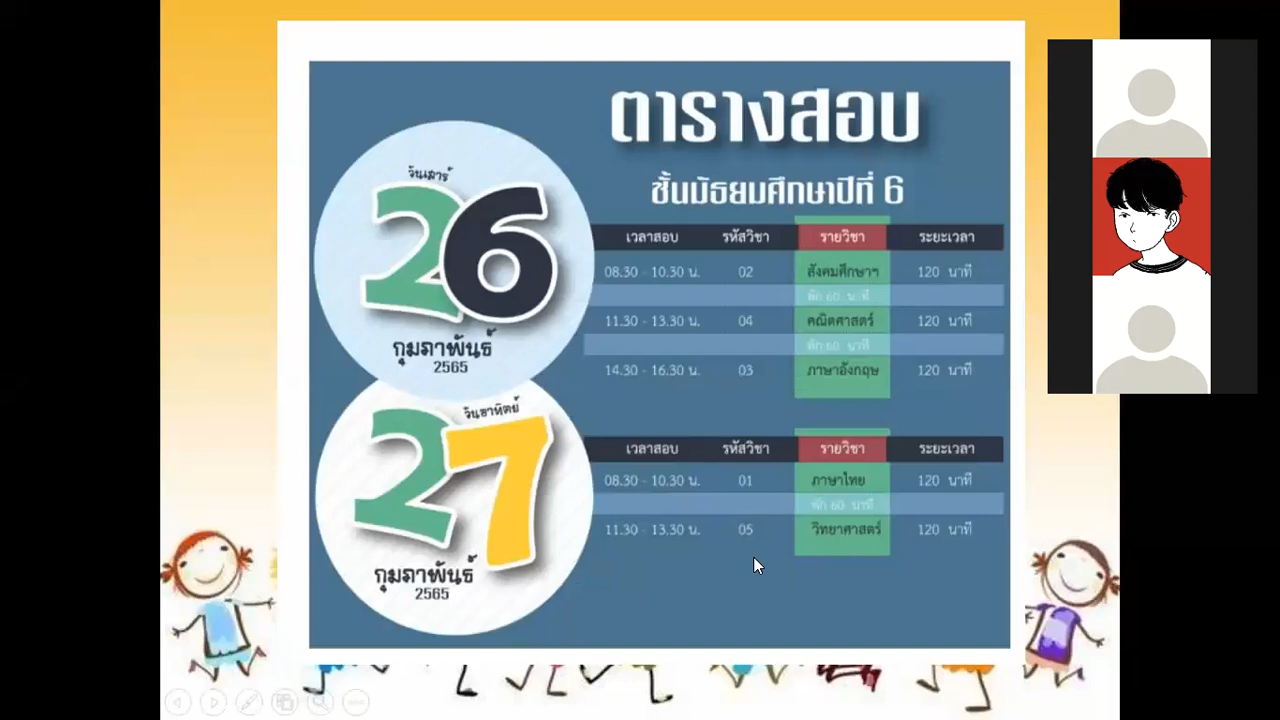 ตารางสอบ
ชั้นมัธยมศึกษาปีที่ 6
วันเสาร์
26
กุมภาพันธ์
2565
เวลาสอบ รหัสวิชา รายวิชา ระยะเวลา
08.30 - 10.30 น. 02 สังคมศึกษาฯ 120 นาที
พัก 60 นาที
11.30 - 13.30 น. 04 คณิตศาสตร์ 120 นาที
พัก 60 นาที
14.30 - 16.30 น. 03 ภาษาอังกฤษ 120 นาที
วันอาทิตย์
27
กุมภาพันธ์
2565
เวลาสอบ รหัสวิชา รายวิชา ระยะเวลา
08.30 - 10.30 น. 01 ภาษาไทย 120 นาที
พัก 60 นาที
11.30 - 13.30 น. 05 วิทยาศาสตร์ 120 นาที